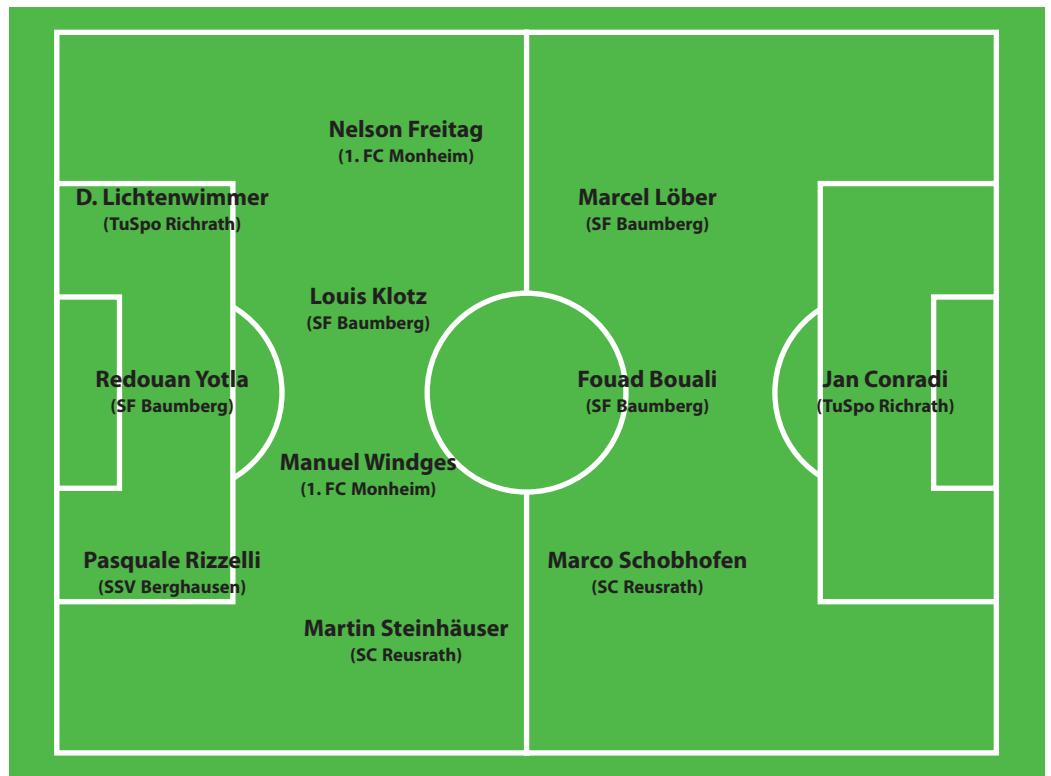 Nelson Freitag
(1. FC Monheim)
D. Lichtenwimmer
(TuSpo Richrath)
Marcel Löber
(SF Baumberg)
Louis Klotz
(SF Baumberg)
Redouan Yotla
(SF Baumberg)
Fouad Bouali
(SF Baumberg)
Jan Conradi
(TuSpo Richrath)
Manuel Windges
(1. FC Monheim)
Pasquale Rizzelli
(SSV Berghausen)
Marco Schobhofen
(SC Reusrath)
Martin Steinhäuser
(SC Reusrath)